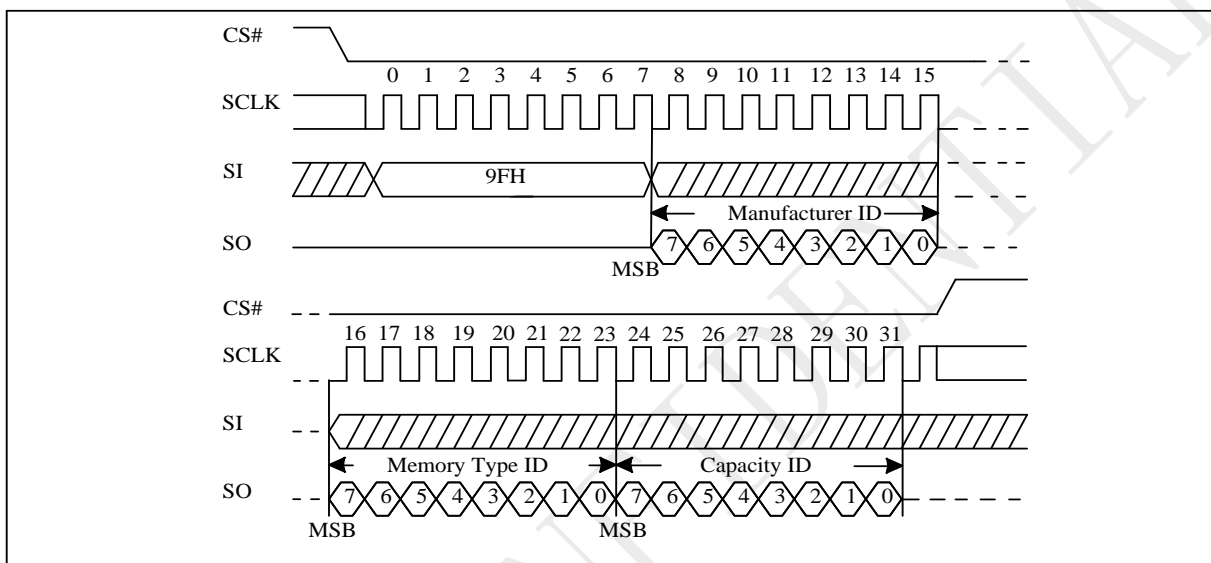 CS#
0 1 2 3 4 5 6 7 8 9 10 11 12 13 14 15
SCLK
SI
9FH
Manufacturer ID
SO
7 6 5 4 3 2 1 0
MSB
CS#
16 17 18 19 20 21 22 23 24 25 26 27 28 29 30 31
SCLK
SI
Memory Type ID Capacity ID
SO
7 6 5 4 3 2 1 0 7 6 5 4 3 2 1 0
MSB MSB